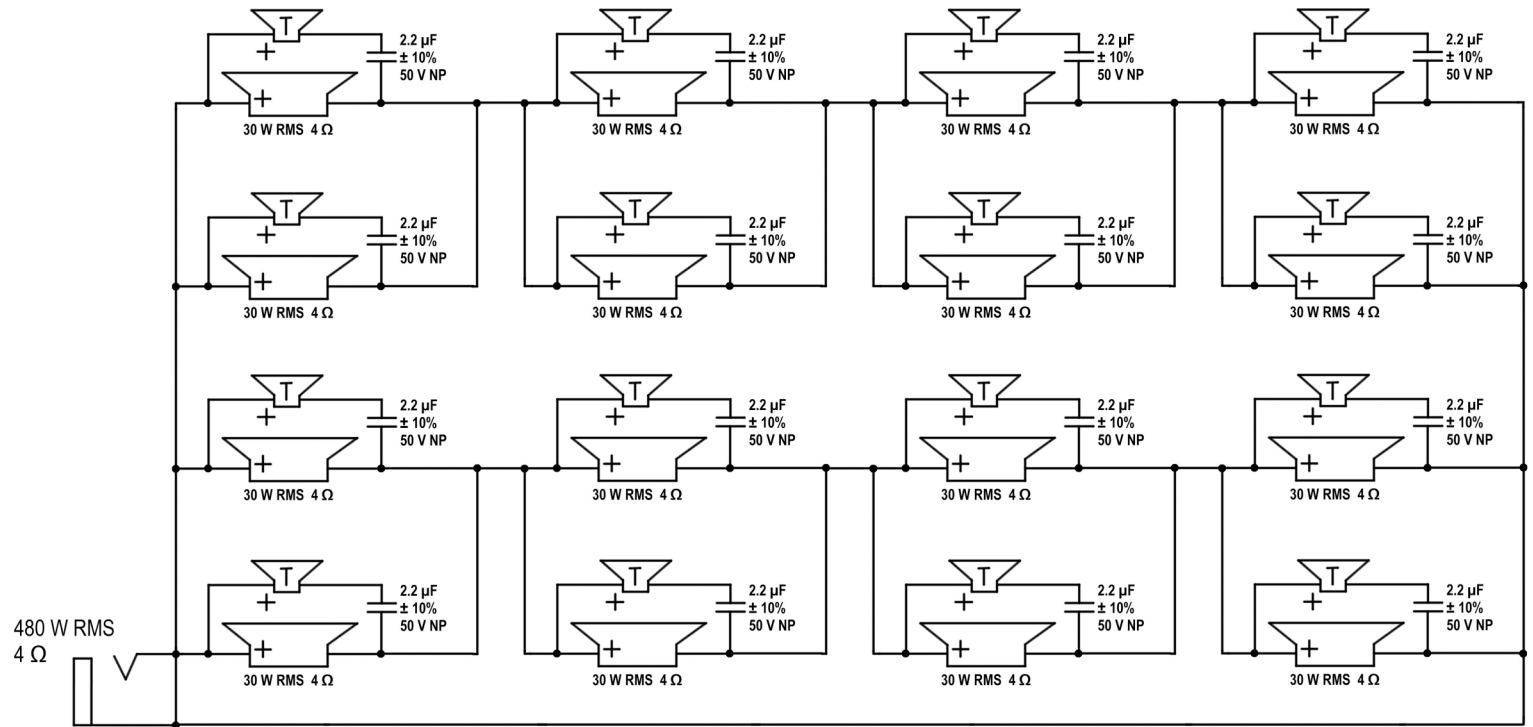 T
2.2 µF
+
± 10%
50 V NP
+
30 W RMS 4 Ω
T
2.2 µF
+
± 10%
50 V NP
+
30 W RMS 4 Ω
T
2.2 µF
+
± 10%
50 V NP
+
30 W RMS 4 Ω
T
2.2 µF
+
± 10%
50 V NP
+
30 W RMS 4 Ω
T
2.2 µF
+
± 10%
50 V NP
+
30 W RMS 4 Ω
T
2.2 µF
+
± 10%
50 V NP
+
30 W RMS 4 Ω
T
2.2 µF
+
± 10%
50 V NP
+
30 W RMS 4 Ω
T
2.2 µF
+
± 10%
50 V NP
+
30 W RMS 4 Ω
T
2.2 µF
+
± 10%
50 V NP
+
30 W RMS 4 Ω
T
2.2 µF
+
± 10%
50 V NP
+
30 W RMS 4 Ω
T
2.2 µF
+
± 10%
50 V NP
+
30 W RMS 4 Ω
T
2.2 µF
+
± 10%
50 V NP
+
30 W RMS 4 Ω
T
2.2 µF
+
± 10%
50 V NP
+
30 W RMS 4 Ω
T
2.2 µF
+
± 10%
50 V NP
+
30 W RMS 4 Ω
T
2.2 µF
+
± 10%
50 V NP
+
30 W RMS 4 Ω
T
2.2 µF
+
± 10%
50 V NP
+
30 W RMS 4 Ω
480 W RMS
4 Ω